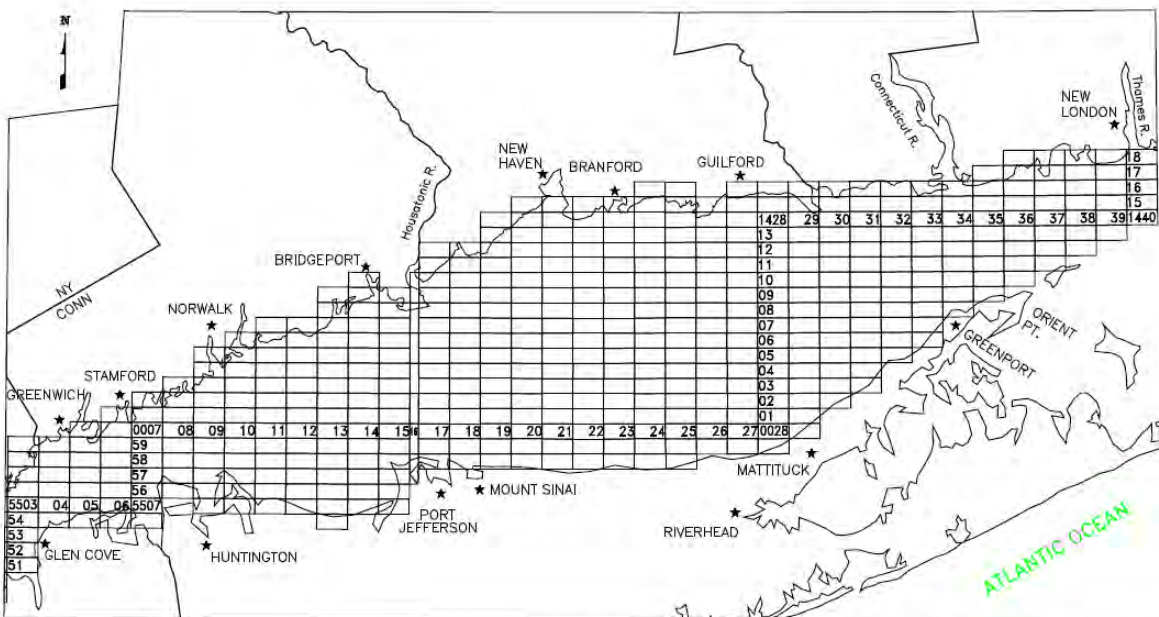 N
NEW
LONDON
Thames R.
Connecticut R.
NEW
HAVEN
BRANFORD
GUILFORD
Housatonic R.
18
17
16
15
1428 29 30 31 32 33 34 35 36 37 38 39 1440
13
12
11
10
09
08
07
06
05
04
03
02
01
BRIDGEPORT
NY
CONN
NORWALK
ORIENT
PT.
GREENPORT
STAMFORD
GREENWICH
0007 08 09 10 11 12 13 14 15 16 17 18 19 20 21 22 23 24 25 26 27 0028
59
58
57
56
5503 04 05 06 5507
54
53
52
51
MATTITUCK
MOUNT SINAI
PORT
JEFFERSON
RIVERHEAD
GLEN COVE
HUNTINGTON
ATLANTIC OCEAN